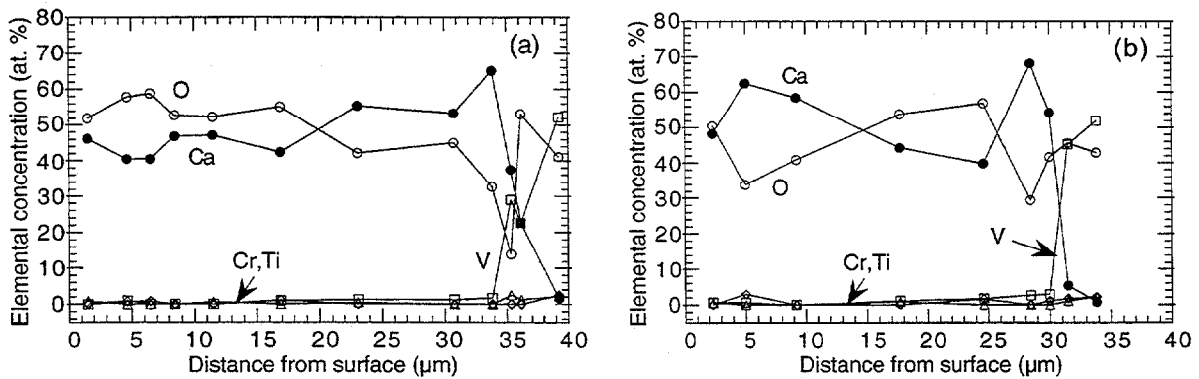 80
70
60
50
40
30
20
10
0
Elemental concentration (at. %)
(a)
O
Ca
Cr,Ti
V
0 5 10 15 20 25 30 35 40
Distance from surface (μm)
80
70
60
50
40
30
20
10
0
Elemental concentration (at. %)
(b)
Ca
O
V
Cr,Ti
0 5 10 15 20 25 30 35 40
Distance from surface (μm)